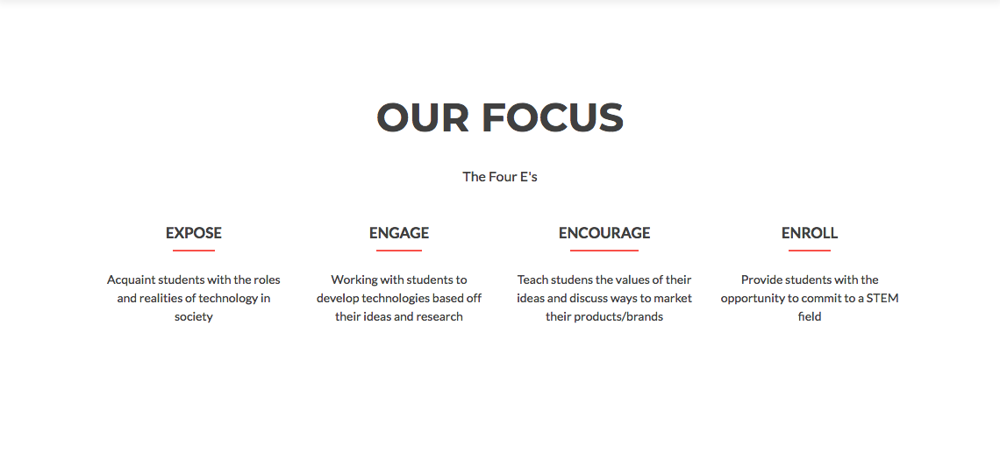 OUR FOCUS
The Four E's
EXPOSE
Acquaint students with the roles
and realities of technology in
society
ENGAGE
Working with students to
develop technologies based off
their ideas and research
ENCOURAGE
Teach studens the values of their
ideas and discuss ways to market
their products/brands
ENROLL
Provide students with the
opportunity to commit to a STEM
field